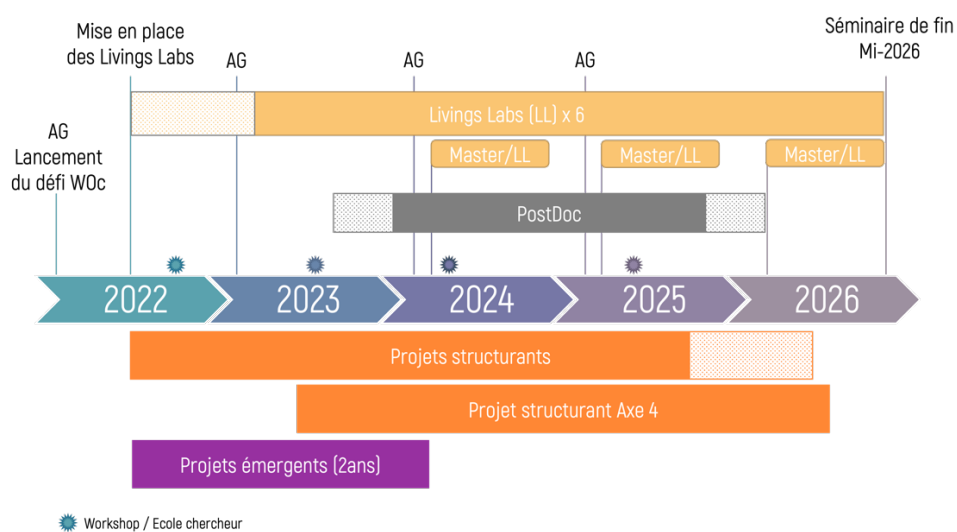 Mise en place
des Livings Labs
AG
AG
AG
Séminaire de fin
Mi-2026
AG
Lancement
du défi WOc
Livings Labs (LL) x 6
Master/LL
Master/LL
Master/LL
PostDoc
2022
2023
2024
2025
2026
Projets structurants
Projet structurant Axe 4
Projets émergents (2ans)
Workshop / Ecole chercheur